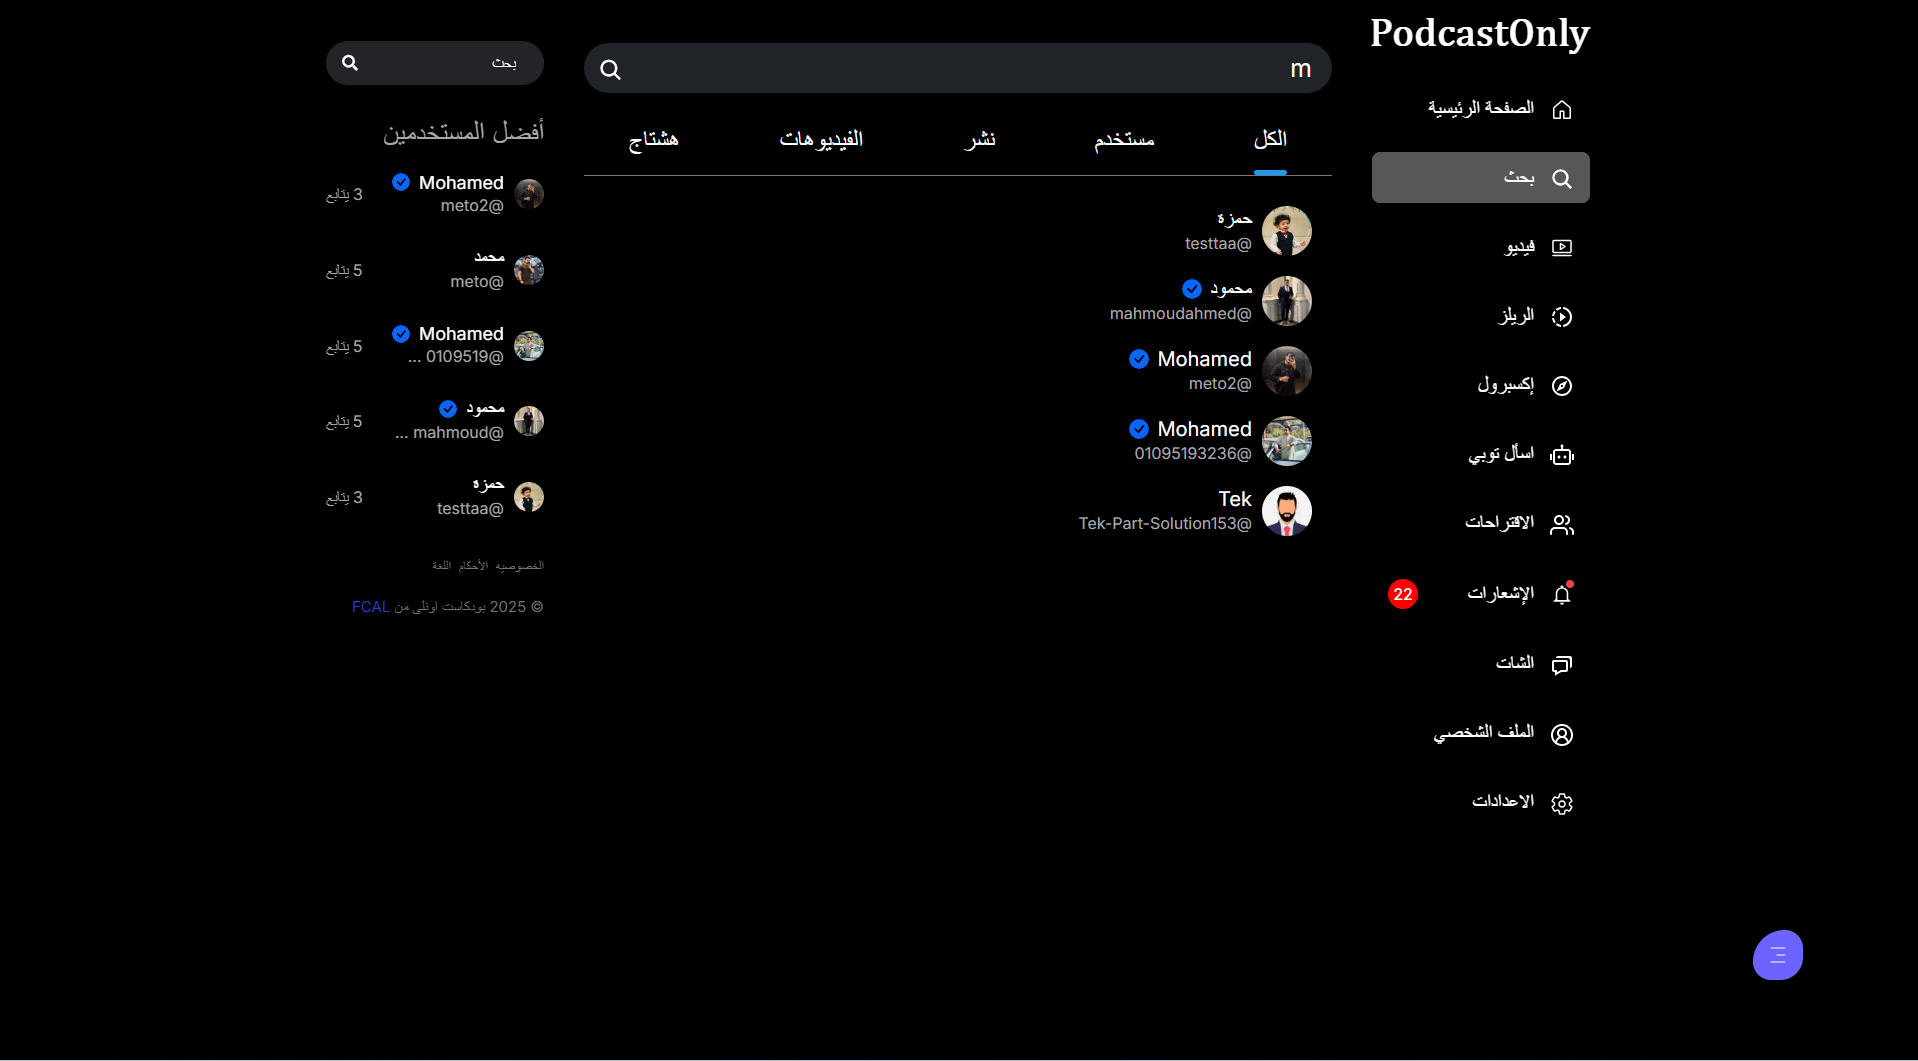 PodcastOnly
الصفحة الرئيسية
بحث
فيديو
الريلز
إكسبرول
اسأل توبي
الاقتراحات
الإشعارات
22
الشات
الملف الشخصي
الاعدادات
m
الكل
مستخدم
نشر
الفيديوهات
هشتاج
حمزة
@testtaa
محمود
@mahmoudahmed
Mohamed
@meto2
Mohamed
@01095193236
Tek
@Tek-Part-Solution153
بحث
أفضل المستخدمين
Mohamed
@meto2
3 يتابع
محمد
@meto
5 يتابع
Mohamed
@0109519 ...
5 يتابع
محمود
@mahmoud ...
5 يتابع
حمزة
@testtaa
3 يتابع
الخصوصيه الأحكام اللغة
© 2025 بودكاست اونلى من FCAL